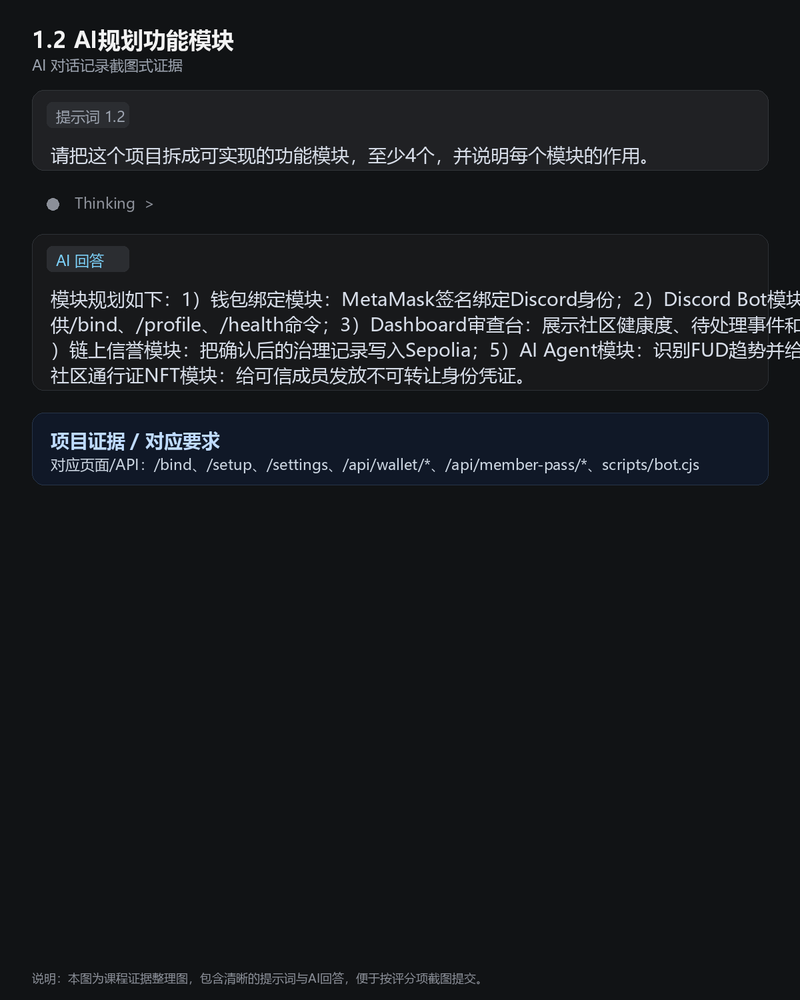 1.2 AI规划功能模块
AI 对话记录截图式证据
提示词 1.2
请把这个项目拆成可实现的功能模块，至少4个，并说明每个模块的作用。
Thinking >
AI 回答
模块规划如下：1）钱包绑定模块：MetaMask签名绑定Discord身份；2）Discord Bot模块
供/bind、/profile、/health命令；3）Dashboard审查台：展示社区健康度、待处理事件和
）链上信誉模块：把确认后的治理记录写入Sepolia；5）AI Agent模块：识别FUD趋势并给
社区通行证NFT模块：给可信成员发放不可转让身份凭证。
项目证据 / 对应要求
对应页面/API：/bind、/setup、/settings、/api/wallet/*、/api/member-pass/*、scripts/bot.cjs
说明：本图为课程证据整理图，包含清晰的提示词与AI回答，便于按评分项截图提交。